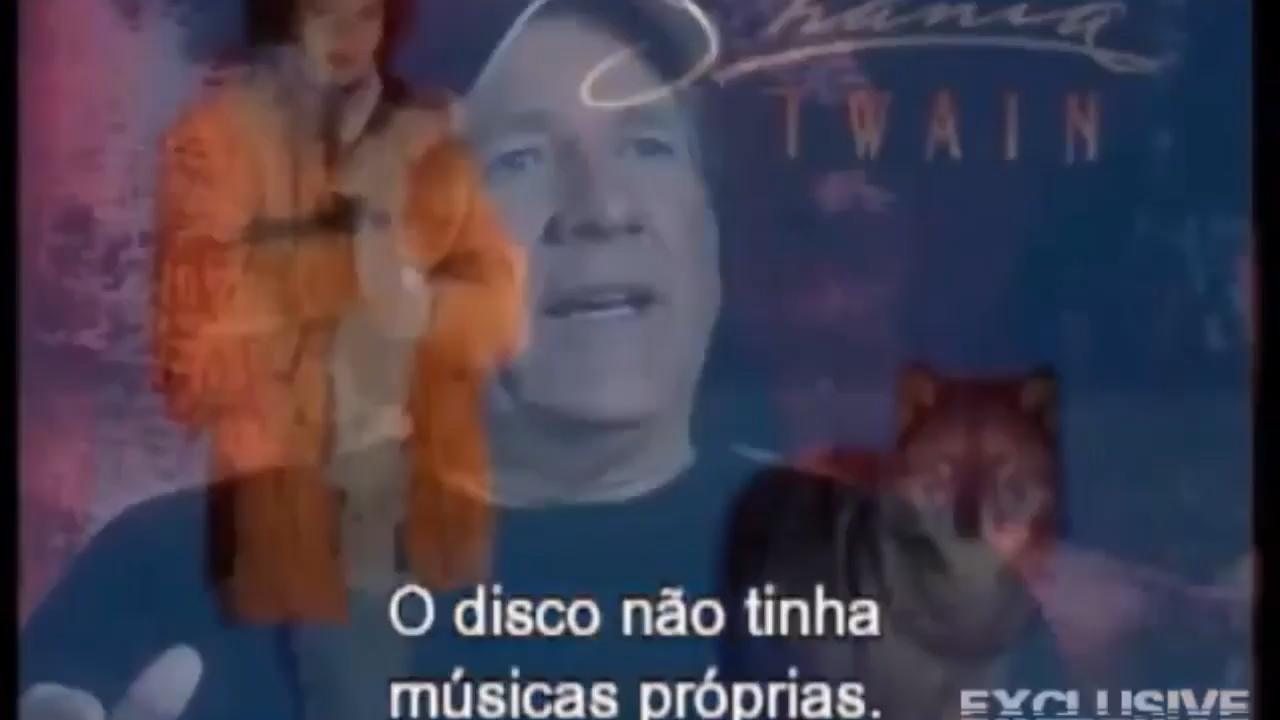 Shania
TWAIN
O disco não tinha
músicas próprias.
EXCLUSIVE